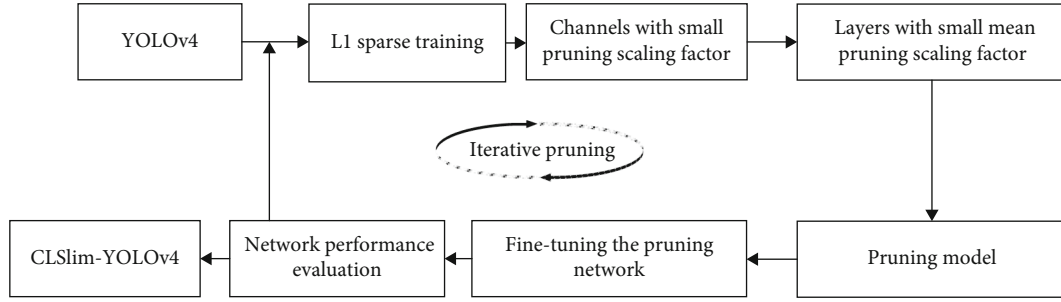 YOLOv4
L1 sparse training
Channels with small
pruning scaling factor
Layers with small mean
pruning scaling factor
Iterative pruning
CLSlim-YOLOv4
Network performance
evaluation
Fine-tuning the pruning
network
Pruning model